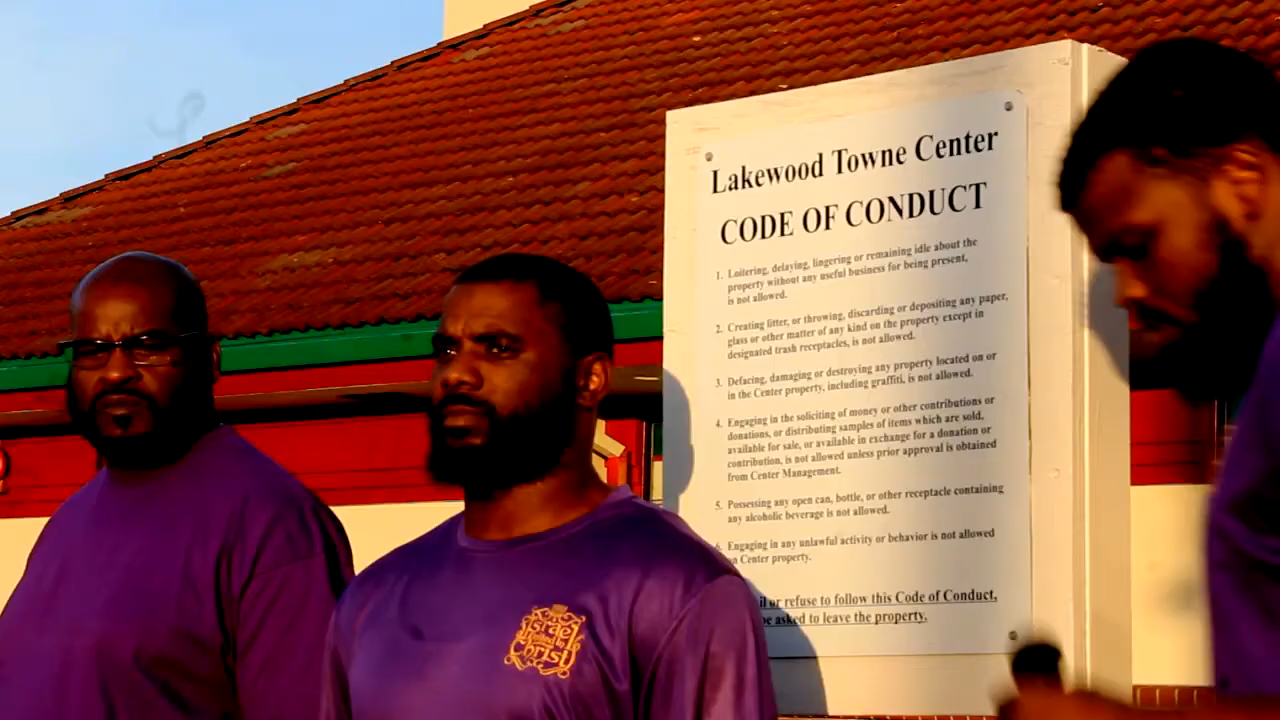 Lakewood Towne Center
CODE OF CONDUCT
1. Loitering, delaying, lingering or remaining idle about the
property without any useful business for being present,
is not allowed.
2. Creating litter, or throwing, discarding or depositing any paper,
glass or other matter of any kind on the property except in
designated trash receptacles, is not allowed.
3. Defacing, damaging or destroying any property located on or
in the Center property, including graffiti, is not allowed.
4. Engaging in the soliciting of money or other contributions or
donations, or distributing samples of items which are sold,
available for sale, or available in exchange for a donation or
contribution, is not allowed unless prior approval is obtained
from Center Management.
5. Possessing any open can, bottle, or other receptacle containing
any alcoholic beverage is not allowed.
6. Engaging in any unlawful activity or behavior is not allowed
on Center property.
or refuse to follow this Code of Conduct,
be asked to leave the property.
Israel
United in
Christ